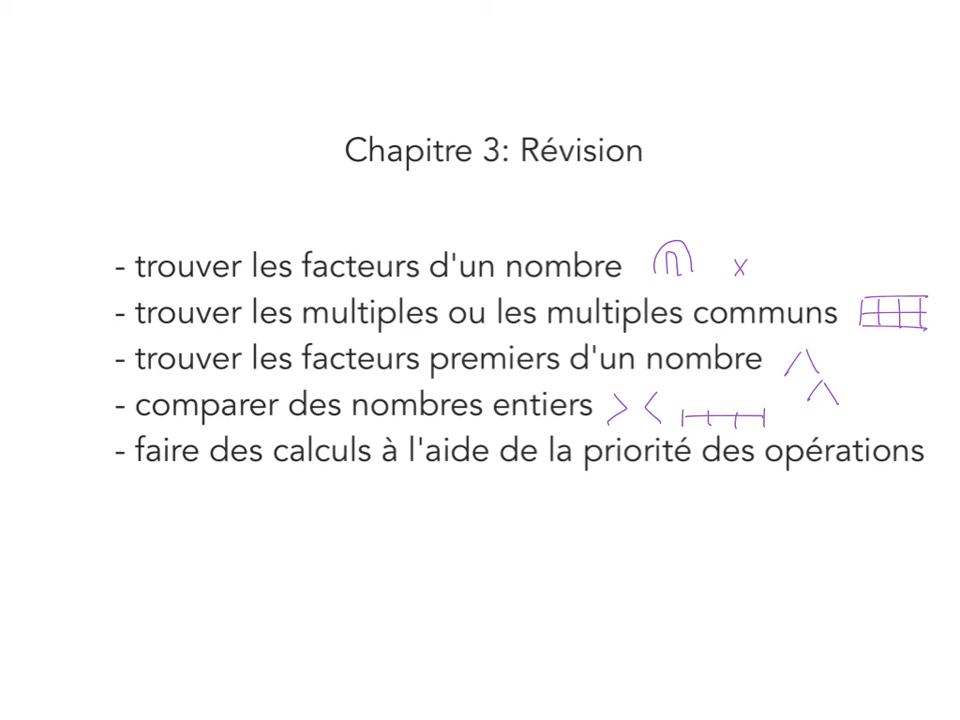 Chapitre 3: Révision
- trouver les facteurs d'un nombre x
- trouver les multiples ou les multiples communs
- trouver les facteurs premiers d'un nombre
- comparer des nombres entiers > <
- faire des calculs à l'aide de la priorité des opérations